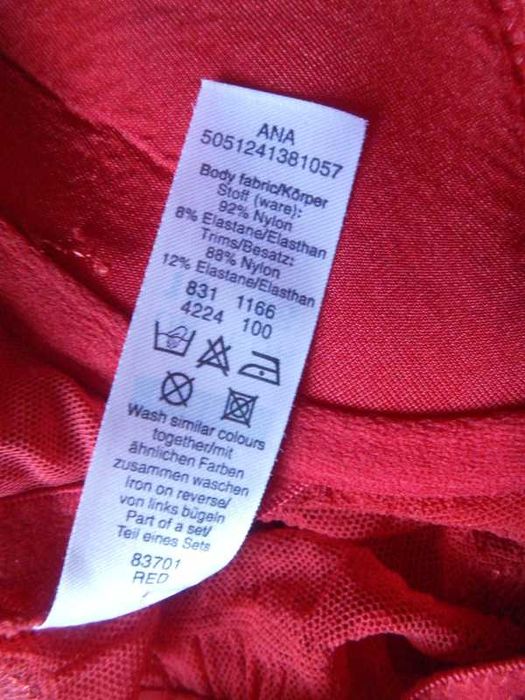 ANA
5051241381057
Body fabric/Körper
Stoff (ware):
92% Nylon
8% Elastane/Elasthan
Trims/Besatz:
88% Nylon
12% Elastane/Elasthan
831 1166
4224 100
Wash similar colours
together/mit
ähnlichen Farben
zusammen waschen
Iron on reverse/
von links bügeln
Part of a set/
Teil eines Sets
83701
RED